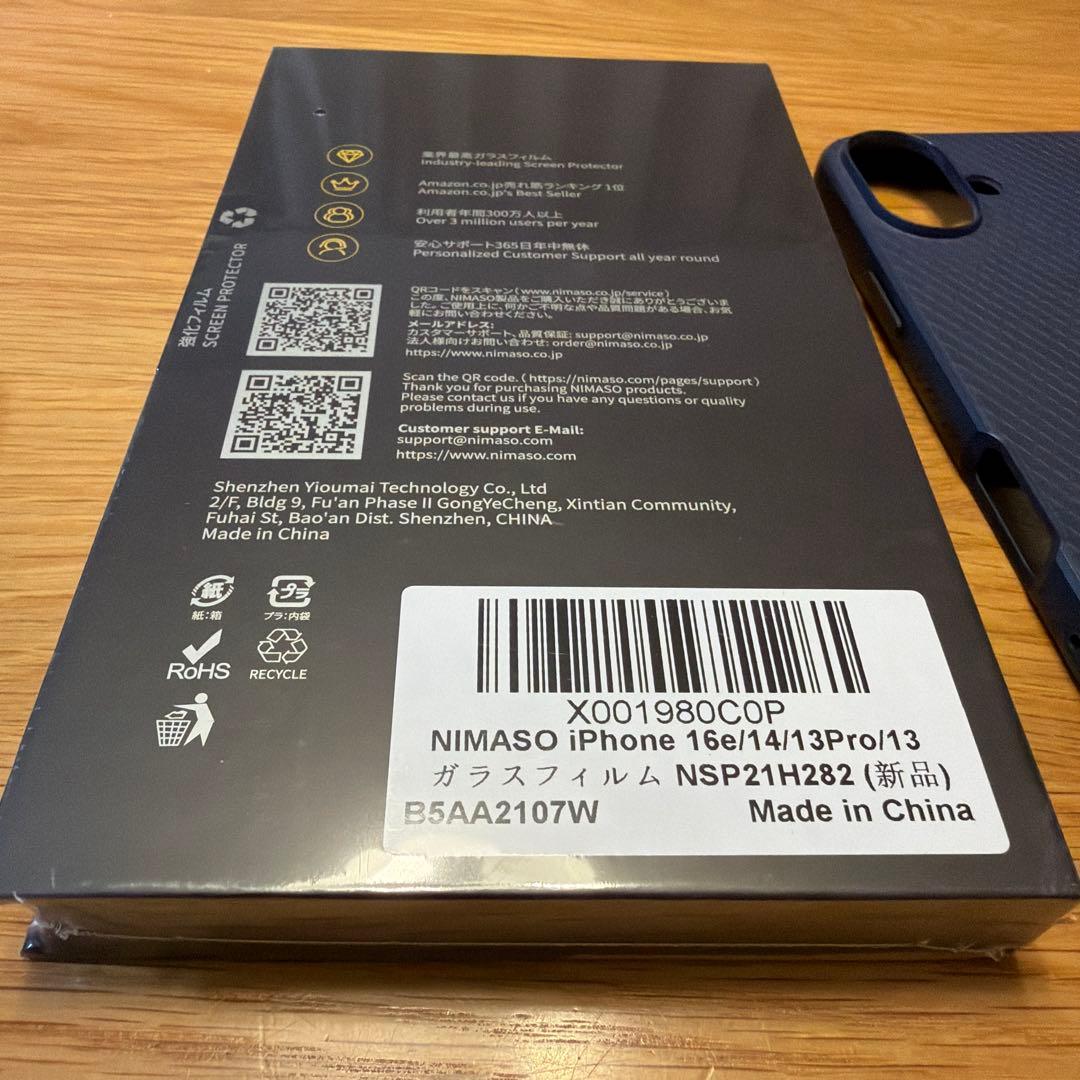 業界最高ガラスフィルム
Industry-leading Screen Protector
Amazon.co.jp売れ筋ランキング1位
Amazon.co.jp's Best Seller
利用者年間300万人以上
Over 3 million users per year
安心サポート365日年中無休
Personalized Customer Support all year round
強化フィルム
SCREEN PROTECTOR
QRコードをスキャン(www.nimaso.jp/service)
この度、NIMASO製品をご購入いただき誠にありがとうございま
した。ご使用上に、何かご不明な点や品質問題がある場合、お気
軽にお問い合わせください。
メールアドレス:
カスタマーサポート、品質保証: support@nimaso.co.jp
法人様向けお問い合わせ: order@nimaso.co.jp
https://www.nimaso.co.jp
Scan the QR code. ( https://nimaso.com/pages/support )
Thank you for purchasing NIMASO products.
Please contact us if you have any questions or quality
problems during use.
Customer support E-Mail:
support@nimaso.com
https://www.nimaso.com
Shenzhen Yioumai Technology Co., Ltd
2/F, Bldg 9, Fu'an Phase II GongYeCheng, Xintian Community,
Fuhai St, Bao'an Dist. Shenzhen, CHINA
Made in China
紙
紙:箱
プラ
プラ:内袋
RoHS
RECYCLE
X001980C0P
NIMASO iPhone 16e/14/13Pro/13
ガラスフィルム NSP21H282 (新品)
B5AA2107W
Made in China